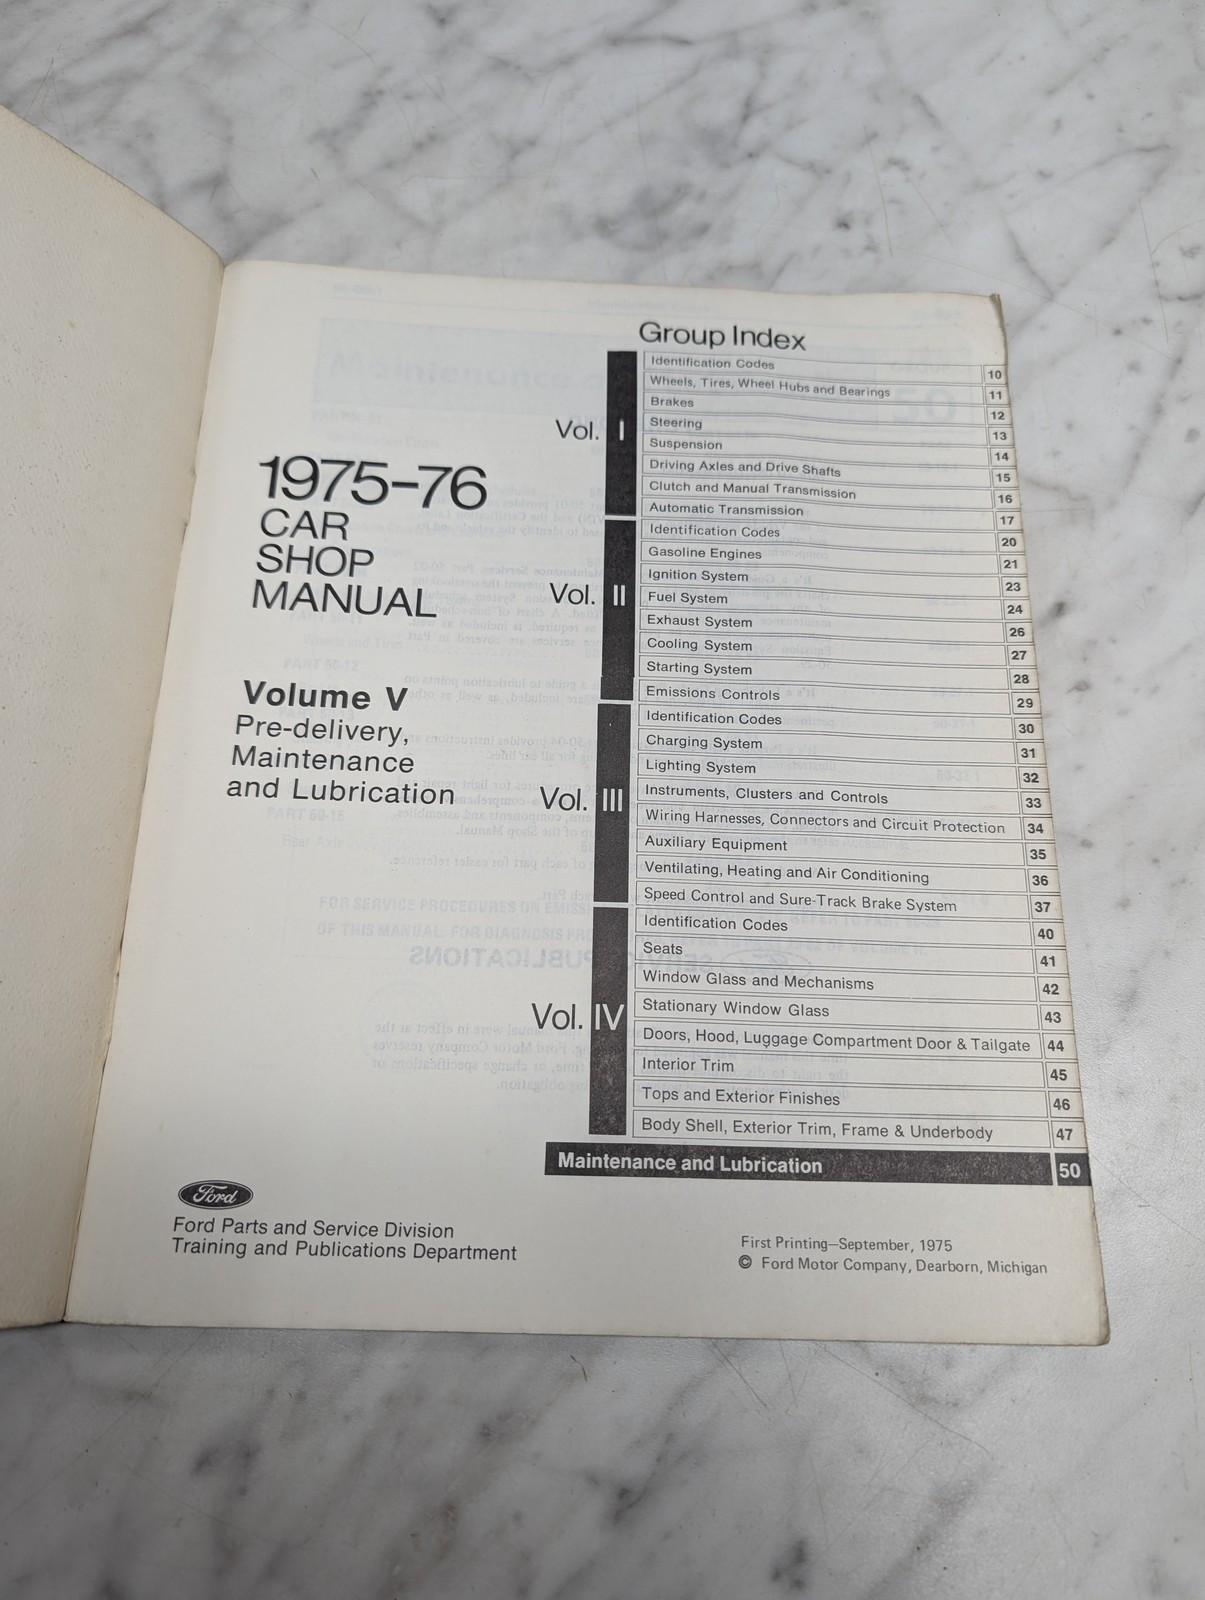 1975-76
CAR
SHOP
MANUAL
Volume V
Pre-delivery,
Maintenance
and Lubrication
Group Index
Vol. I
Identification Codes 10
Wheels, Tires, Wheel Hubs and Bearings 11
Brakes 12
Steering 13
Suspension 14
Driving Axles and Drive Shafts 15
Clutch and Manual Transmission 16
Automatic Transmission 17
Vol. II
Identification Codes 20
Gasoline Engines 21
Ignition System 23
Fuel System 24
Exhaust System 26
Cooling System 27
Starting System 28
Emissions Controls 29
Vol. III
Identification Codes 30
Charging System 31
Lighting System 32
Instruments, Clusters and Controls 33
Wiring Harnesses, Connectors and Circuit Protection 34
Auxiliary Equipment 35
Ventilating, Heating and Air Conditioning 36
Speed Control and Sure-Track Brake System 37
Vol. IV
Identification Codes 40
Seats 41
Window Glass and Mechanisms 42
Stationary Window Glass 43
Doors, Hood, Luggage Compartment Door & Tailgate 44
Interior Trim 45
Tops and Exterior Finishes 46
Body Shell, Exterior Trim, Frame & Underbody 47
Maintenance and Lubrication 50
Ford
Ford Parts and Service Division
Training and Publications Department
First Printing—September, 1975
© Ford Motor Company, Dearborn, Michigan